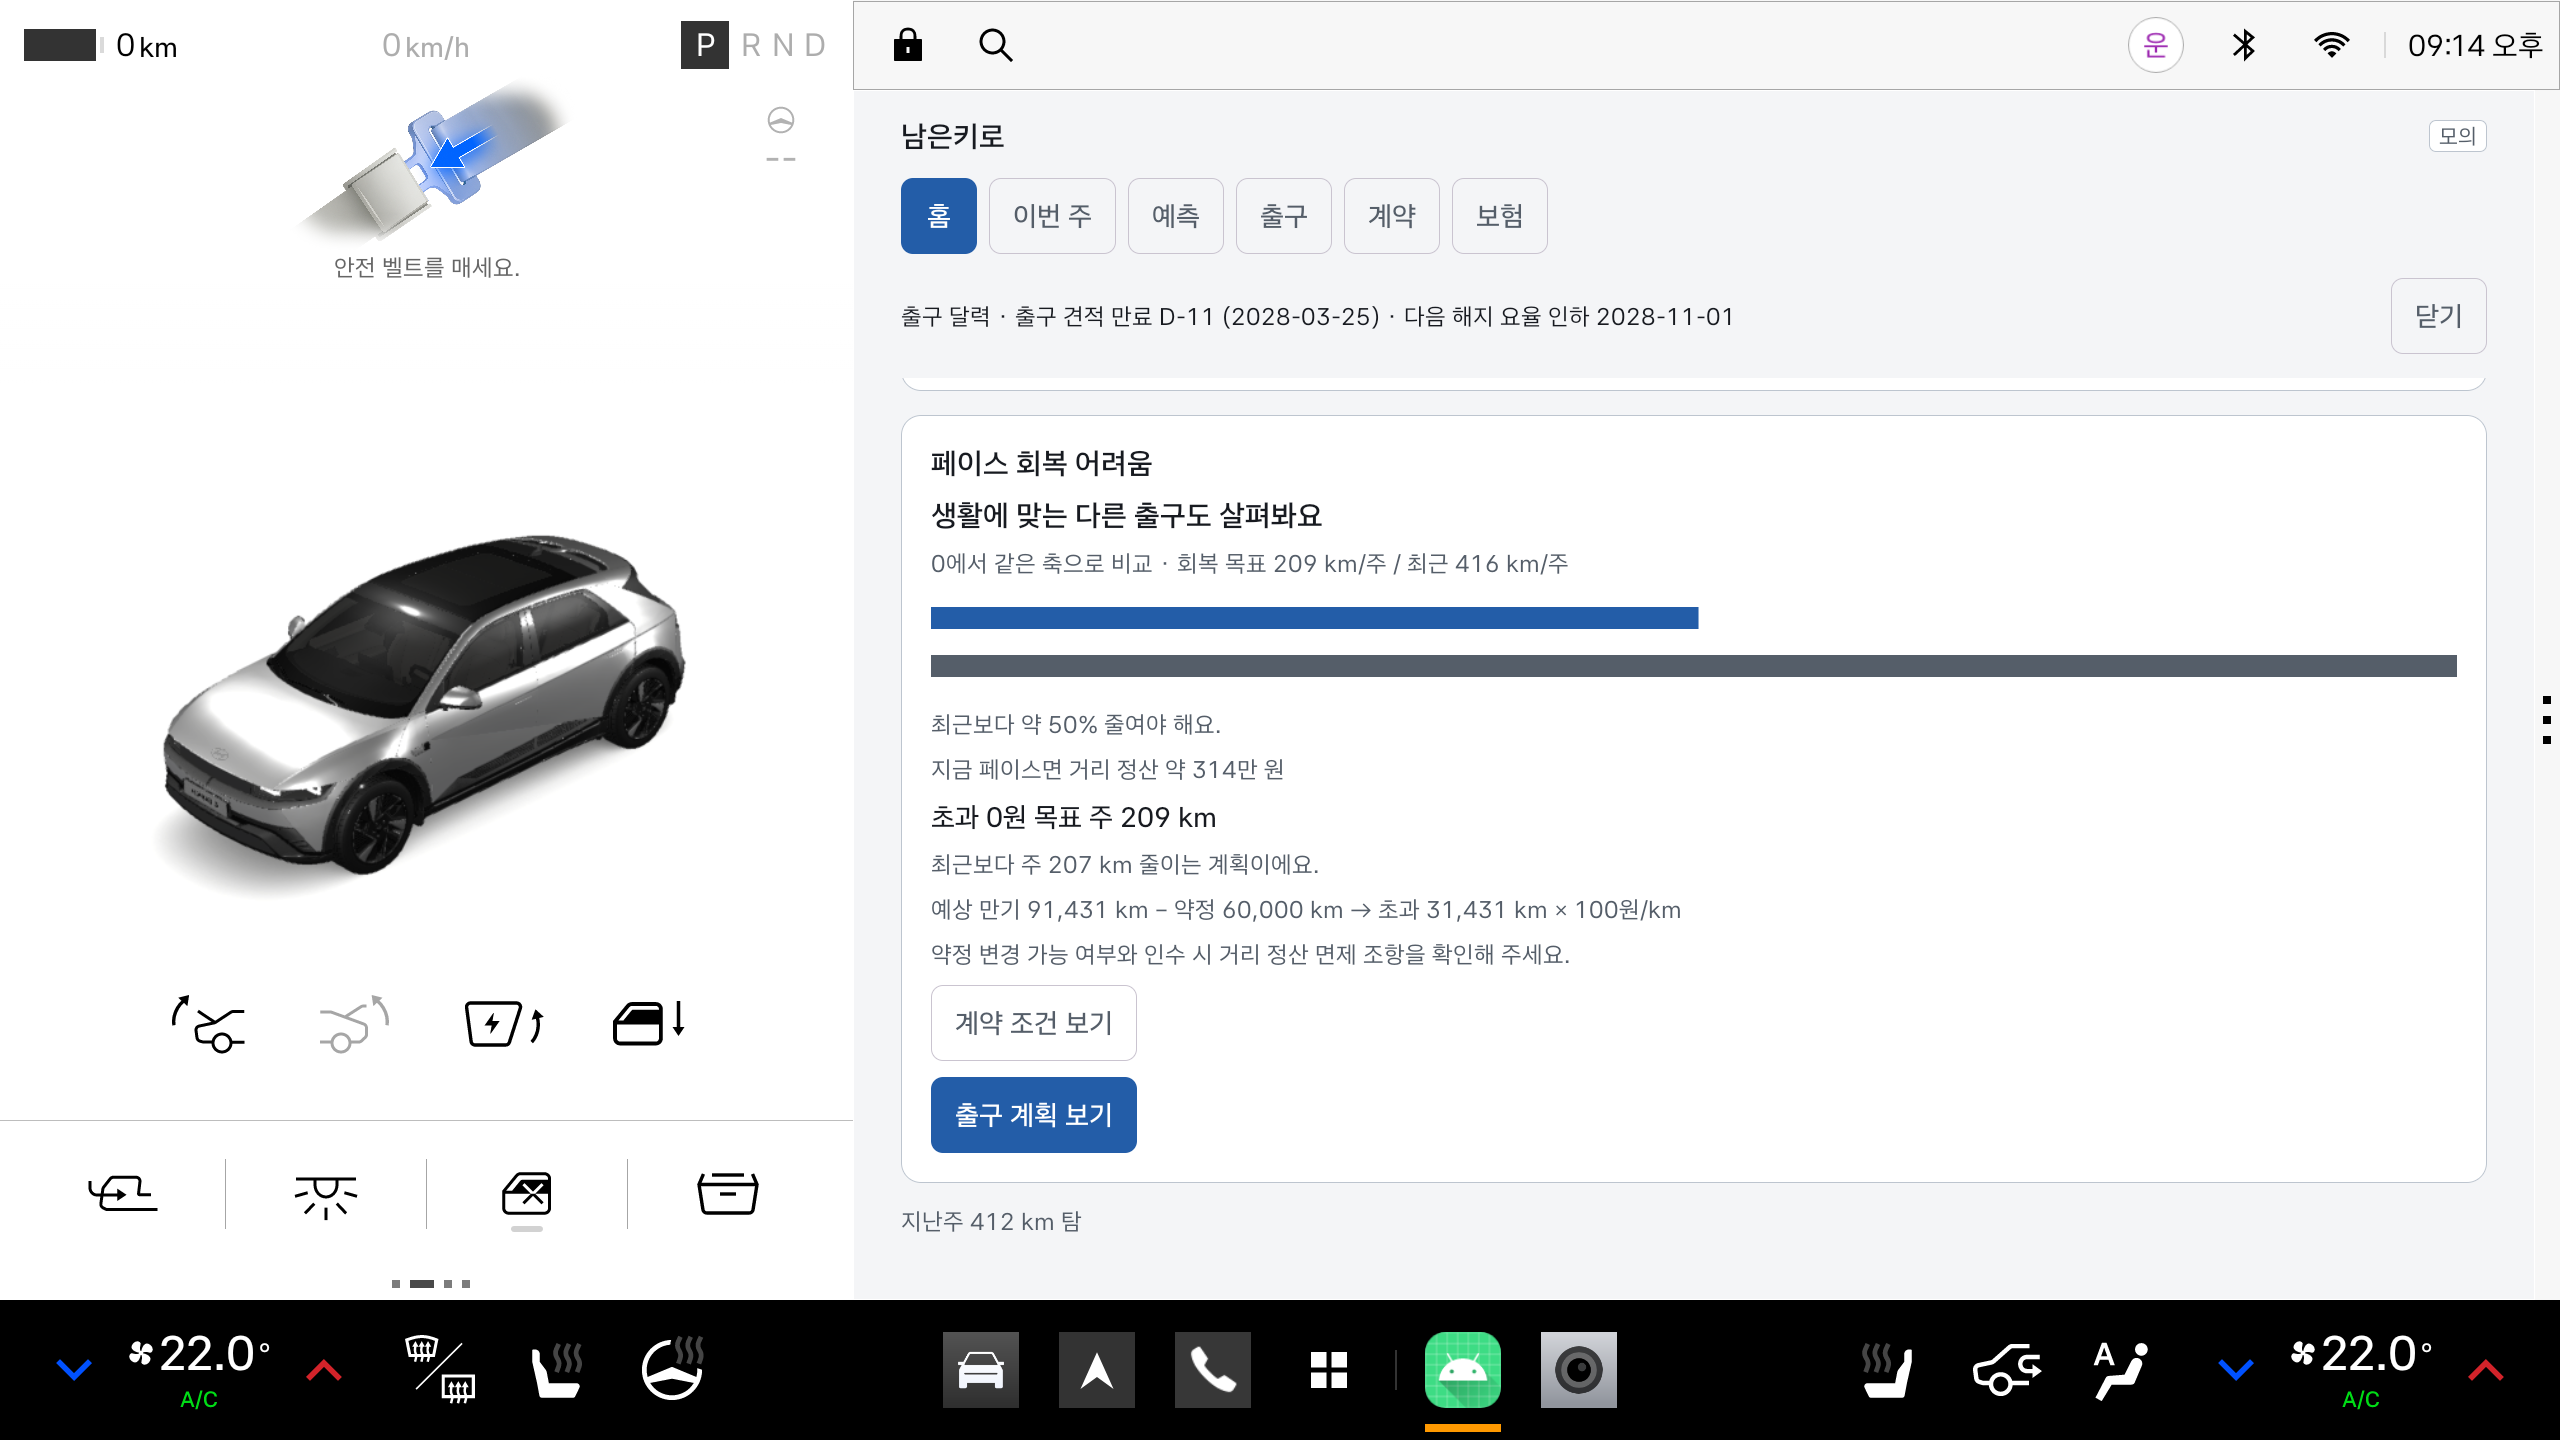 0 km
0 km/h
P R N D
운
09:14 오후
안전 벨트를 매세요.
남은키로
모의
홈
이번 주
예측
출구
계약
보험
출구 달력 · 출구 견적 만료 D-11 (2028-03-25) · 다음 해지 요율 인하 2028-11-01
닫기
페이스 회복 어려움
생활에 맞는 다른 출구도 살펴봐요
0에서 같은 축으로 비교 · 회복 목표 209 km/주 / 최근 416 km/주
최근보다 약 50% 줄여야 해요.
지금 페이스면 거리 정산 약 314만 원
초과 0원 목표 주 209 km
최근보다 주 207 km 줄이는 계획이에요.
예상 만기 91,431 km − 약정 60,000 km → 초과 31,431 km × 100원/km
약정 변경 가능 여부와 인수 시 거리 정산 면제 조항을 확인해 주세요.
계약 조건 보기
출구 계획 보기
지난주 412 km 탐
22.0°
A/C
A
22.0°
A/C